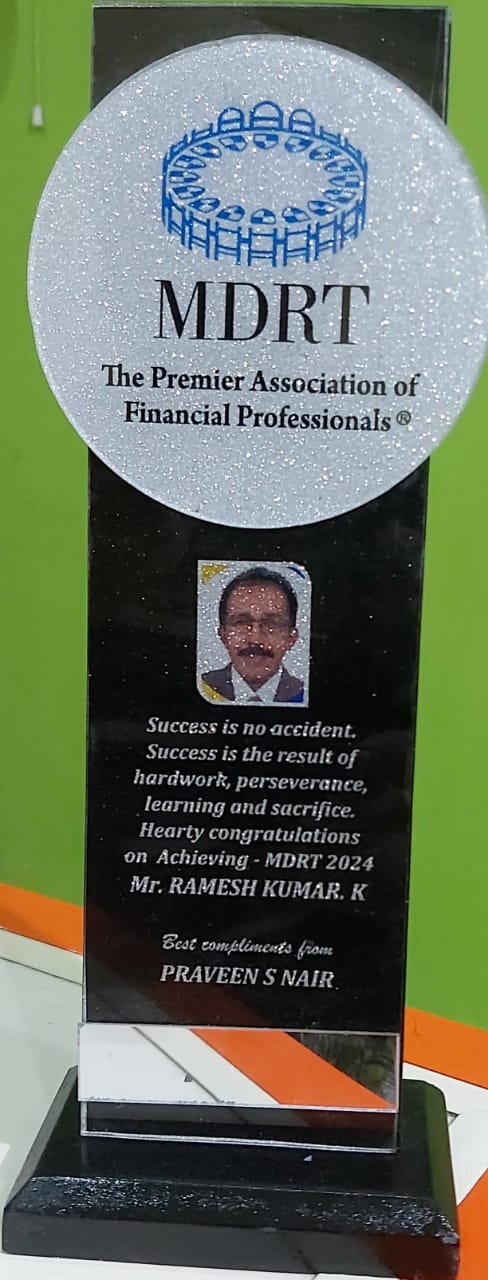 MDRT
The Premier Association of
Financial Professionals®
Success is no accident.
Success is the result of
hardwork, perseverance,
learning and sacrifice.
Hearty congratulations
on Achieving - MDRT 2024
Mr. RAMESH KUMAR. K
Best compliments from
PRAVEEN S NAIR